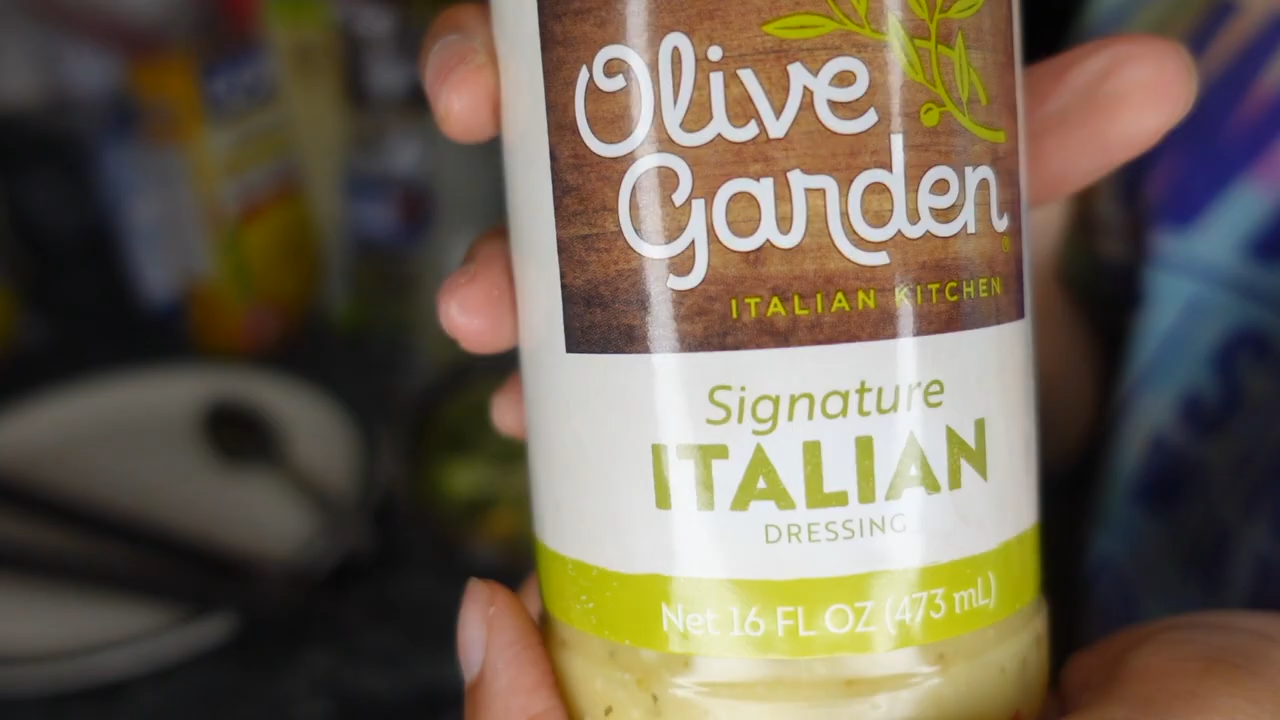 Olive
Garden®
ITALIAN KITCHEN
Signature
ITALIAN
DRESSING
Net 16 FL OZ (473 mL)